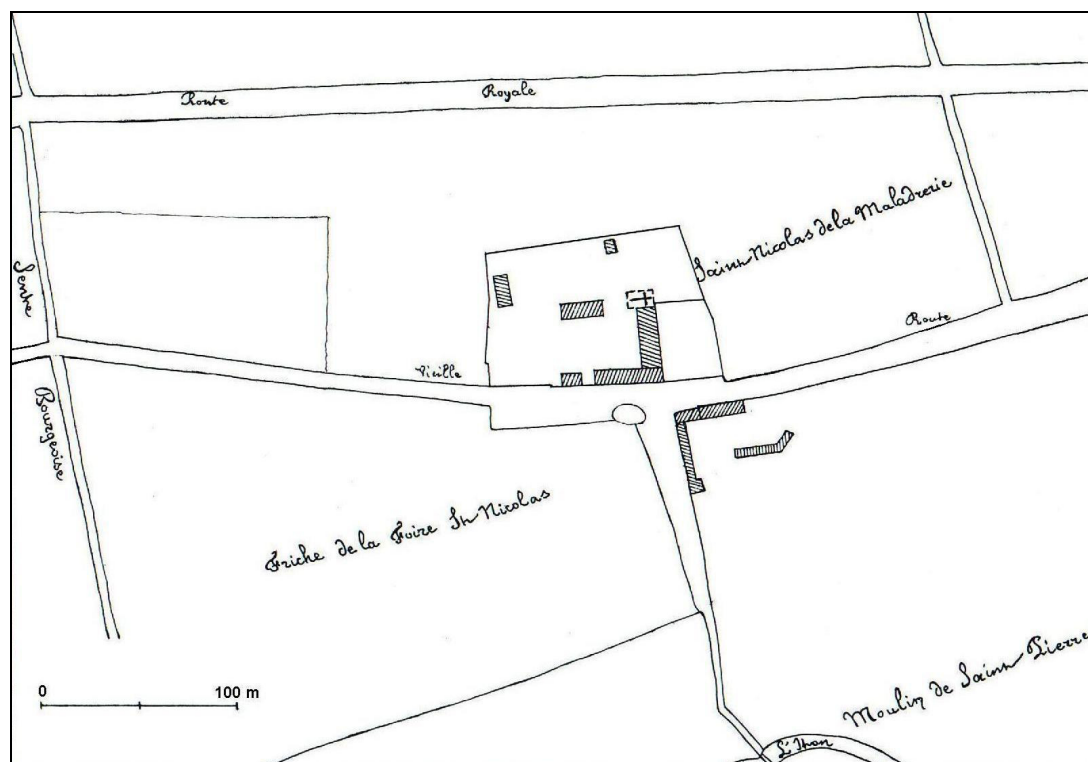 Route Royale
Saint Nicolas de la Maladrerie
Sente
Bourgeoise
Vieille
Route
Friche de la Foire St Nicolas
Moulin de Saint Pierre
L'Iton
0 100 m